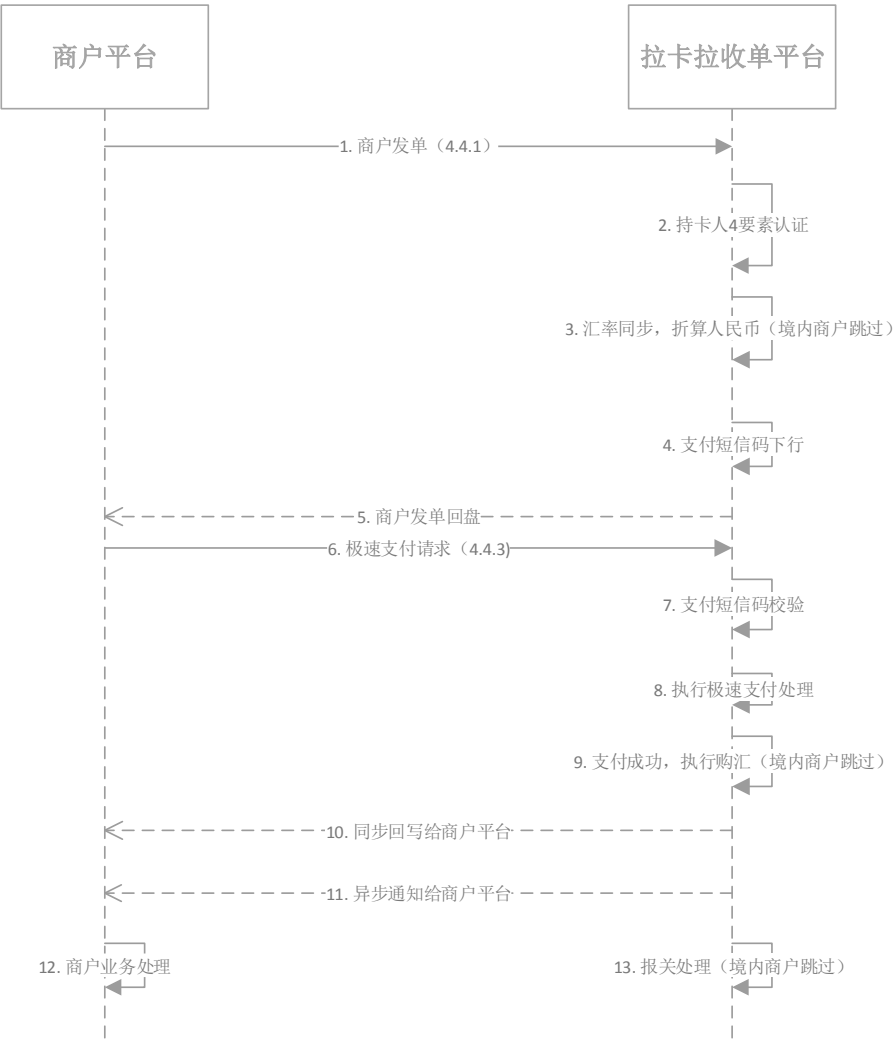 商户平台
拉卡拉收单平台
1. 商户发单（4.4.1）
2. 持卡人4要素认证
3. 汇率同步，折算人民币（境内商户跳过）
4. 支付短信码下行
5. 商户发单回盘
6. 极速支付请求（4.4.3)
7. 支付短信码校验
8. 执行极速支付处理
9. 支付成功，执行购汇（境内商户跳过）
10. 同步回写给商户平台
11. 异步通知给商户平台
12. 商户业务处理
13. 报关处理（境内商户跳过）